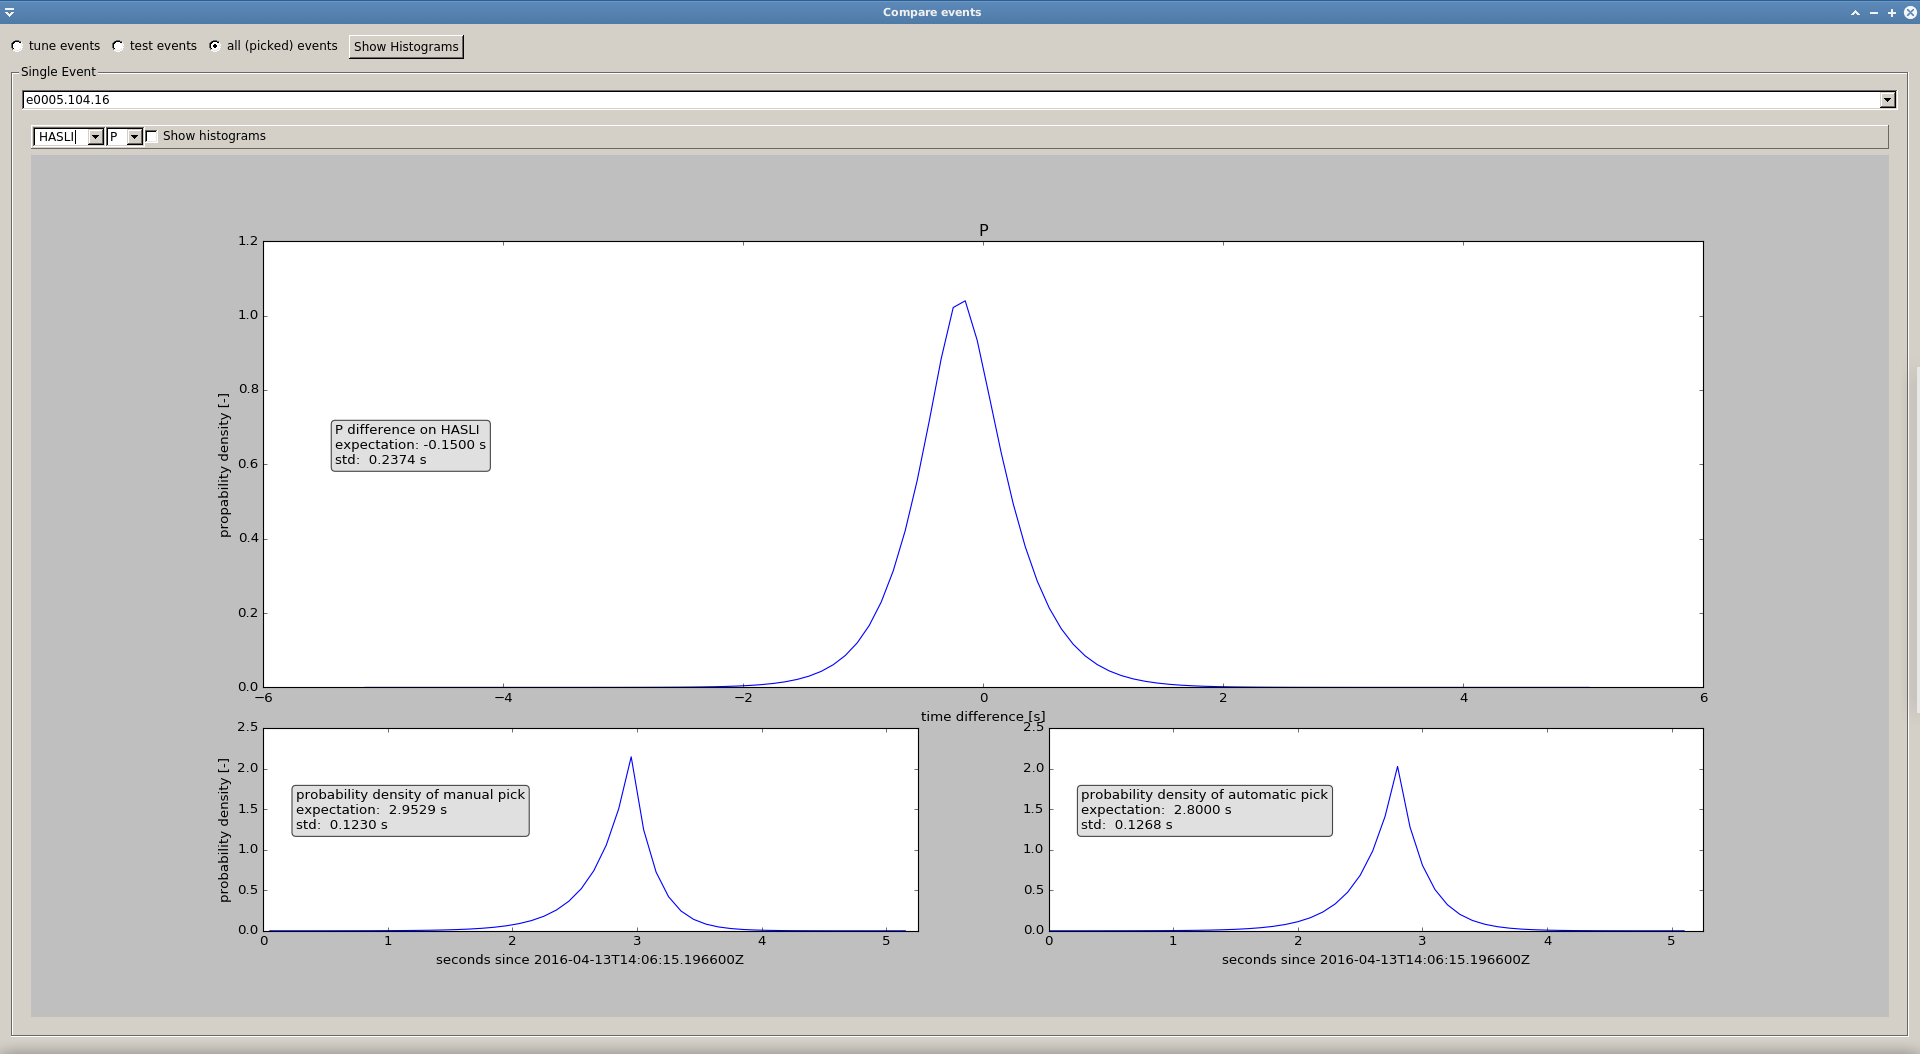 Compare events
tune events test events all (picked) events Show Histograms
Single Event
e0005.104.16
HASLI P Show histograms
P
1.2
1.0
0.8
0.6
0.4
0.2
0.0
propability density [-]
P difference on HASLI
expectation: -0.1500 s
std: 0.2374 s
−6 −4 −2 0 2 4 6
time difference [s]
2.5
2.0
1.5
1.0
0.5
0.0
probability density [-]
probability density of manual pick
expectation: 2.9529 s
std: 0.1230 s
0 1 2 3 4 5
seconds since 2016-04-13T14:06:15.196600Z
2.5
2.0
1.5
1.0
0.5
0.0
probability density of automatic pick
expectation: 2.8000 s
std: 0.1268 s
0 1 2 3 4 5
seconds since 2016-04-13T14:06:15.196600Z